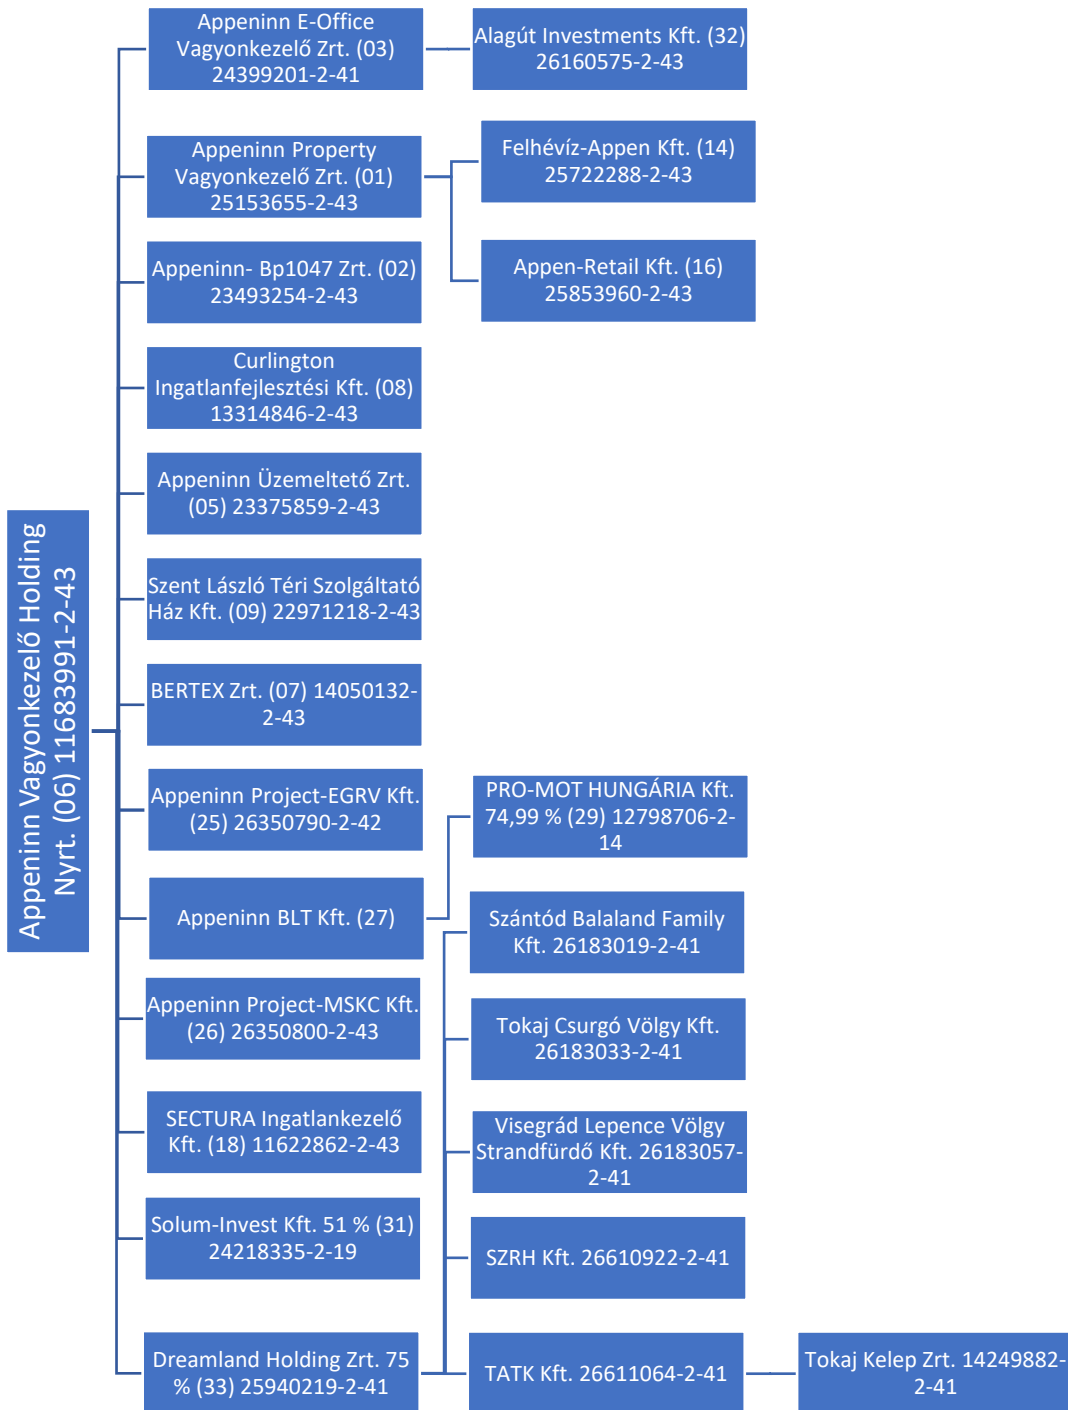 Appeninn Vagyonkezelő Holding
Nyrt. (06) 11683991-2-43
Appeninn E-Office
Vagyonkezelő Zrt. (03)
24399201-2-41
Alagút Investments Kft. (32)
26160575-2-43
Appeninn Property
Vagyonkezelő Zrt. (01)
25153655-2-43
Felhévíz-Appen Kft. (14)
25722288-2-43
Appen-Retail Kft. (16)
25853960-2-43
Appeninn- Bp1047 Zrt. (02)
23493254-2-43
Curlington
Ingatlanfejlesztési Kft. (08)
13314846-2-43
Appeninn Üzemeltető Zrt.
(05) 23375859-2-43
Szent László Téri Szolgáltató
Ház Kft. (09) 22971218-2-43
BERTEX Zrt. (07) 14050132-
2-43
Appeninn Project-EGRV Kft.
(25) 26350790-2-42
Appeninn BLT Kft. (27)
PRO-MOT HUNGÁRIA Kft.
74,99 % (29) 12798706-2-
14
Appeninn Project-MSKC Kft.
(26) 26350800-2-43
SECTURA Ingatlankezelő
Kft. (18) 11622862-2-43
Solum-Invest Kft. 51 % (31)
24218335-2-19
Dreamland Holding Zrt. 75
% (33) 25940219-2-41
Szántód Balaland Family
Kft. 26183019-2-41
Tokaj Csurgó Völgy Kft.
26183033-2-41
Visegrád Lepence Völgy
Strandfürdő Kft. 26183057-
2-41
SZRH Kft. 26610922-2-41
TATK Kft. 26611064-2-41
Tokaj Kelep Zrt. 14249882-
2-41